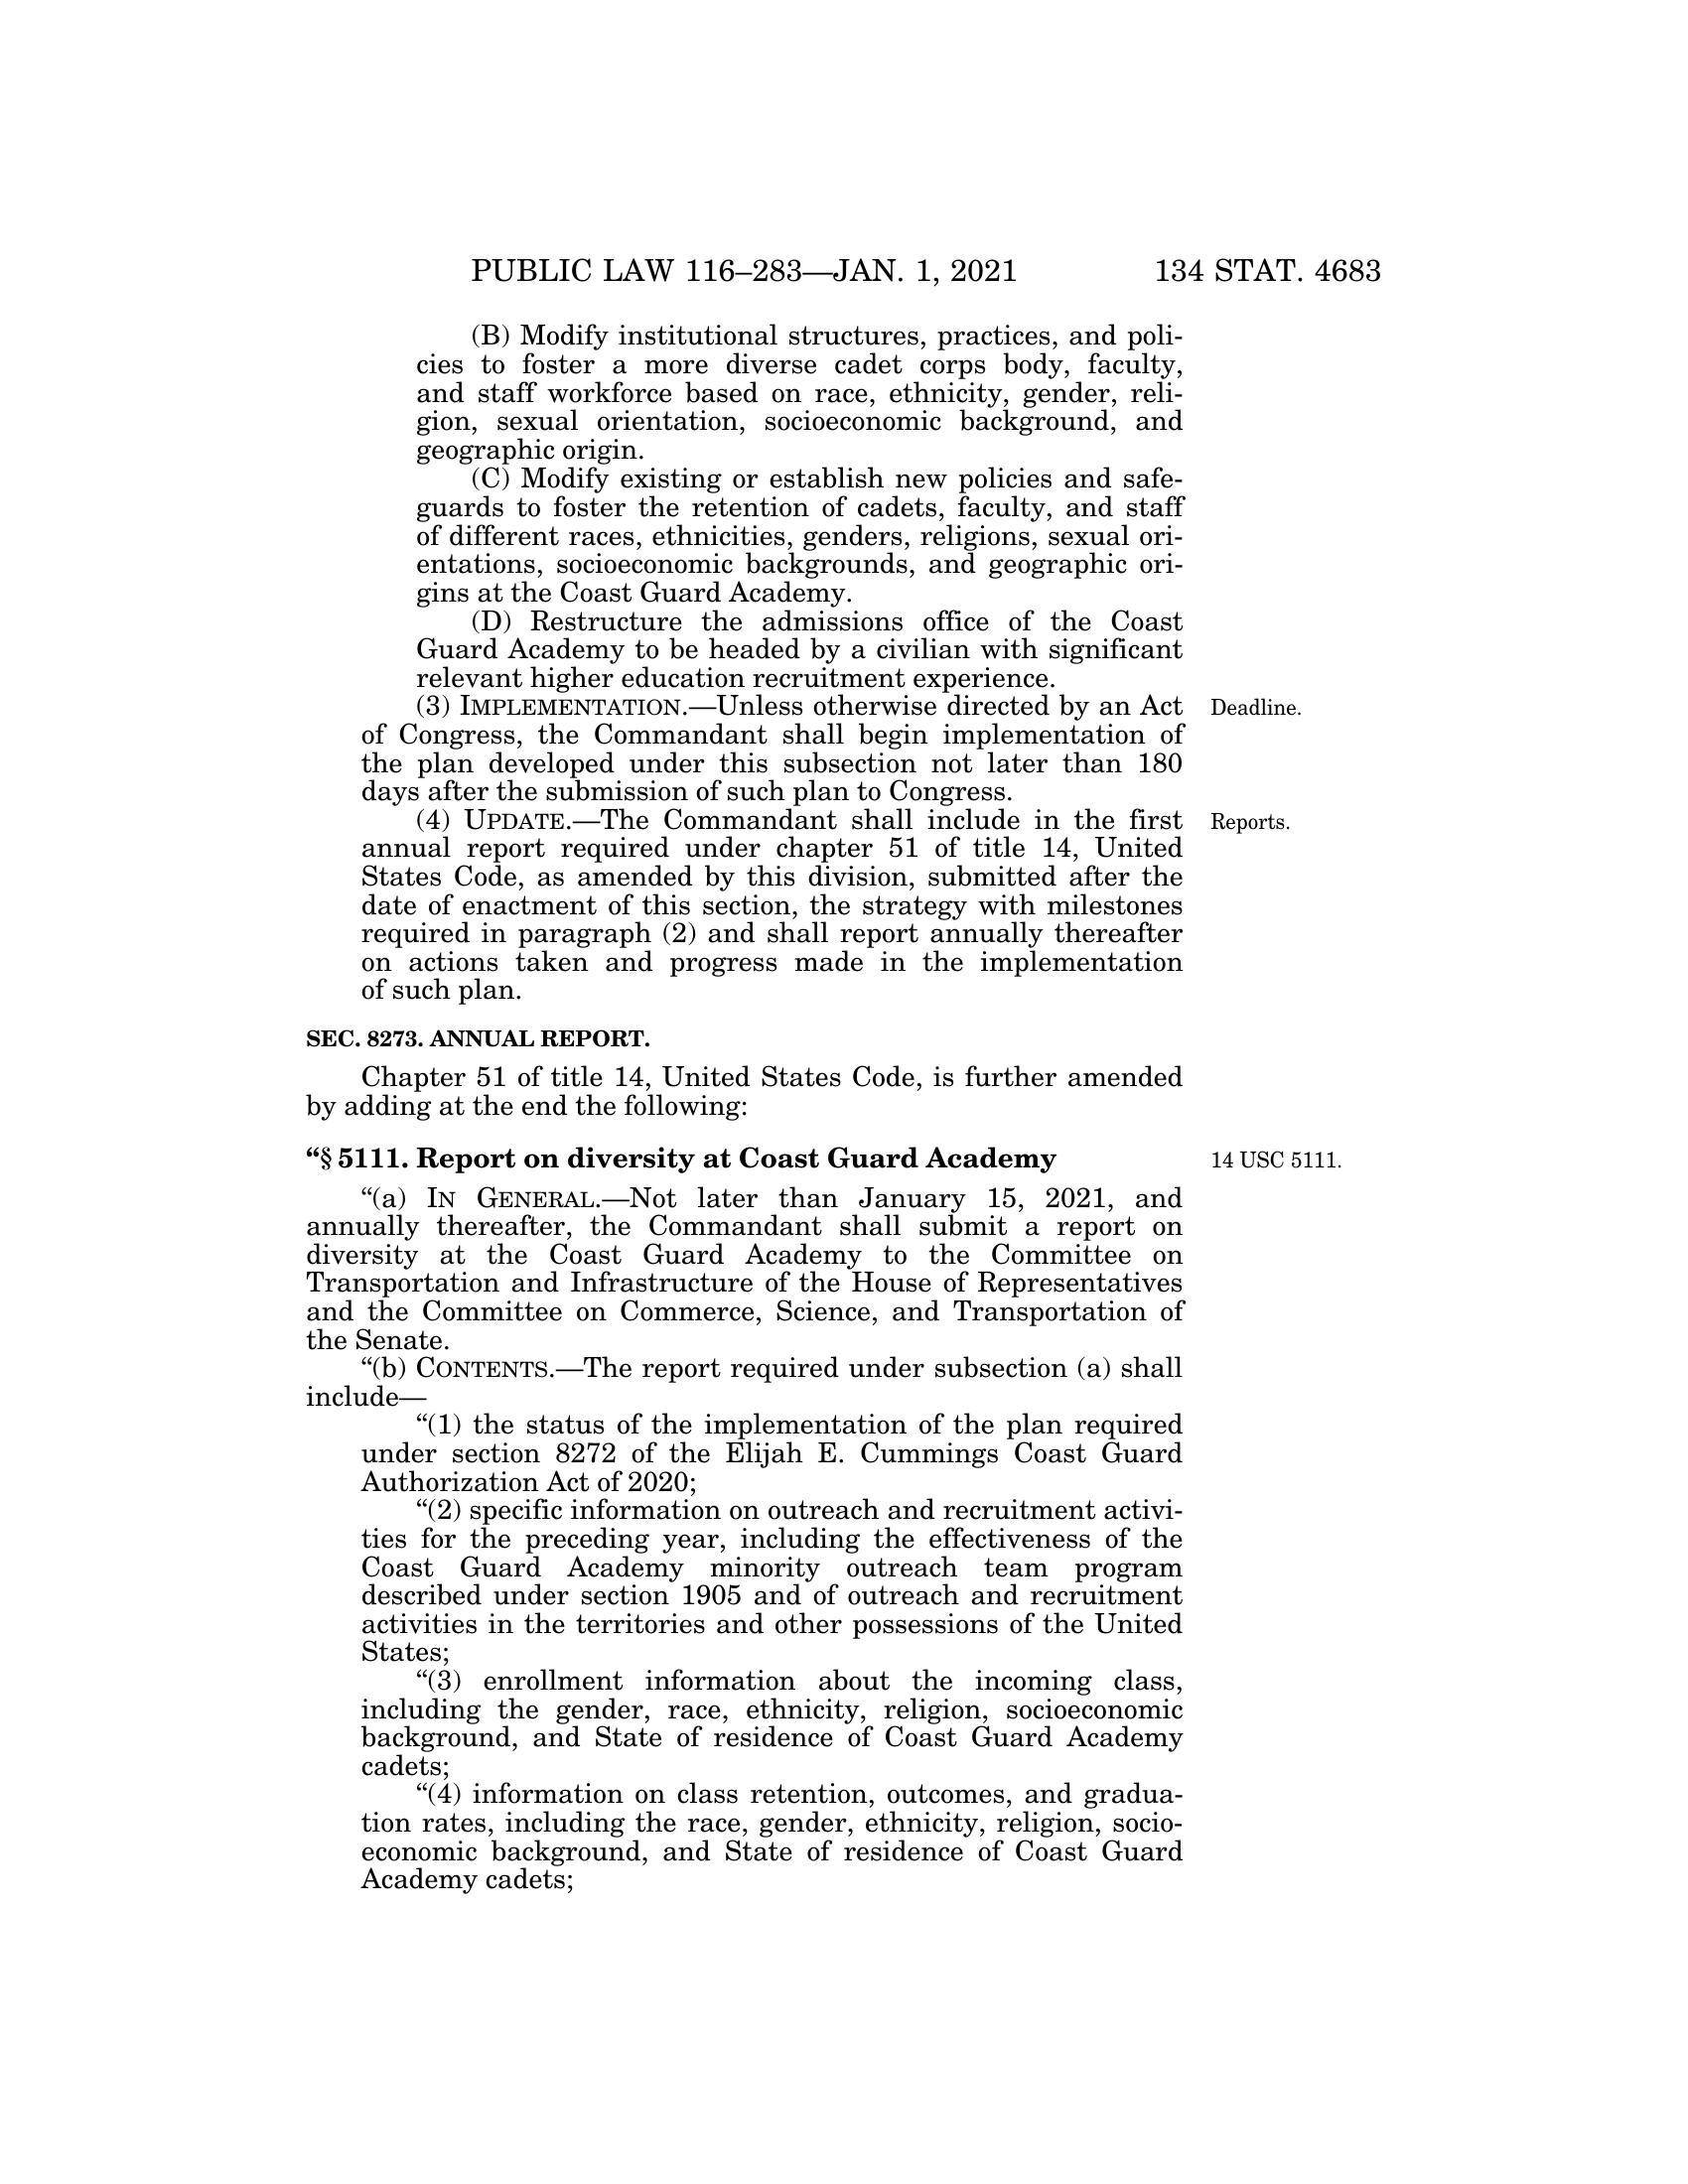 PUBLIC LAW 116–283—JAN. 1, 2021 134 STAT. 4683
(B) Modify institutional structures, practices, and poli-
cies to foster a more diverse cadet corps body, faculty,
and staff workforce based on race, ethnicity, gender, reli-
gion, sexual orientation, socioeconomic background, and
geographic origin.
(C) Modify existing or establish new policies and safe-
guards to foster the retention of cadets, faculty, and staff
of different races, ethnicities, genders, religions, sexual ori-
entations, socioeconomic backgrounds, and geographic ori-
gins at the Coast Guard Academy.
(D) Restructure the admissions office of the Coast
Guard Academy to be headed by a civilian with significant
relevant higher education recruitment experience.
(3) IMPLEMENTATION.—Unless otherwise directed by an Act Deadline.
of Congress, the Commandant shall begin implementation of
the plan developed under this subsection not later than 180
days after the submission of such plan to Congress.
(4) UPDATE.—The Commandant shall include in the first Reports.
annual report required under chapter 51 of title 14, United
States Code, as amended by this division, submitted after the
date of enactment of this section, the strategy with milestones
required in paragraph (2) and shall report annually thereafter
on actions taken and progress made in the implementation
of such plan.
SEC. 8273. ANNUAL REPORT.
Chapter 51 of title 14, United States Code, is further amended
by adding at the end the following:
“§ 5111. Report on diversity at Coast Guard Academy 14 USC 5111.
“(a) IN GENERAL.—Not later than January 15, 2021, and
annually thereafter, the Commandant shall submit a report on
diversity at the Coast Guard Academy to the Committee on
Transportation and Infrastructure of the House of Representatives
and the Committee on Commerce, Science, and Transportation of
the Senate.
“(b) CONTENTS.—The report required under subsection (a) shall
include—
“(1) the status of the implementation of the plan required
under section 8272 of the Elijah E. Cummings Coast Guard
Authorization Act of 2020;
“(2) specific information on outreach and recruitment activi-
ties for the preceding year, including the effectiveness of the
Coast Guard Academy minority outreach team program
described under section 1905 and of outreach and recruitment
activities in the territories and other possessions of the United
States;
“(3) enrollment information about the incoming class,
including the gender, race, ethnicity, religion, socioeconomic
background, and State of residence of Coast Guard Academy
cadets;
“(4) information on class retention, outcomes, and gradua-
tion rates, including the race, gender, ethnicity, religion, socio-
economic background, and State of residence of Coast Guard
Academy cadets;